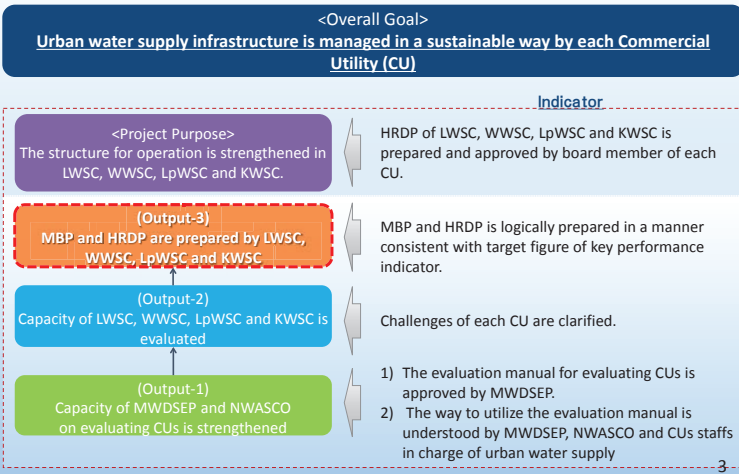 <Overall Goal>
Urban water supply infrastructure is managed in a sustainable way by each Commercial
Utility (CU)
Indicator
<Project Purpose>
The structure for operation is strengthened in
LWSC, WWSC, LpWSC and KWSC.
HRDP of LWSC, WWSC, LpWSC and KWSC is
prepared and approved by board member of each
CU.
(Output-3)
MBP and HRDP are prepared by LWSC,
WWSC, LpWSC and KWSC
MBP and HRDP is logically prepared in a manner
consistent with target figure of key performance
indicator.
(Output-2)
Capacity of LWSC, WWSC, LpWSC and KWSC is
evaluated
Challenges of each CU are clarified.
(Output-1)
Capacity of MWDSEP and NWASCO
on evaluating CUs is strengthened
1) The evaluation manual for evaluating CUs is
approved by MWDSEP.
2) The way to utilize the evaluation manual is
understood by MWDSEP, NWASCO and CUs staffs
in charge of urban water supply
3